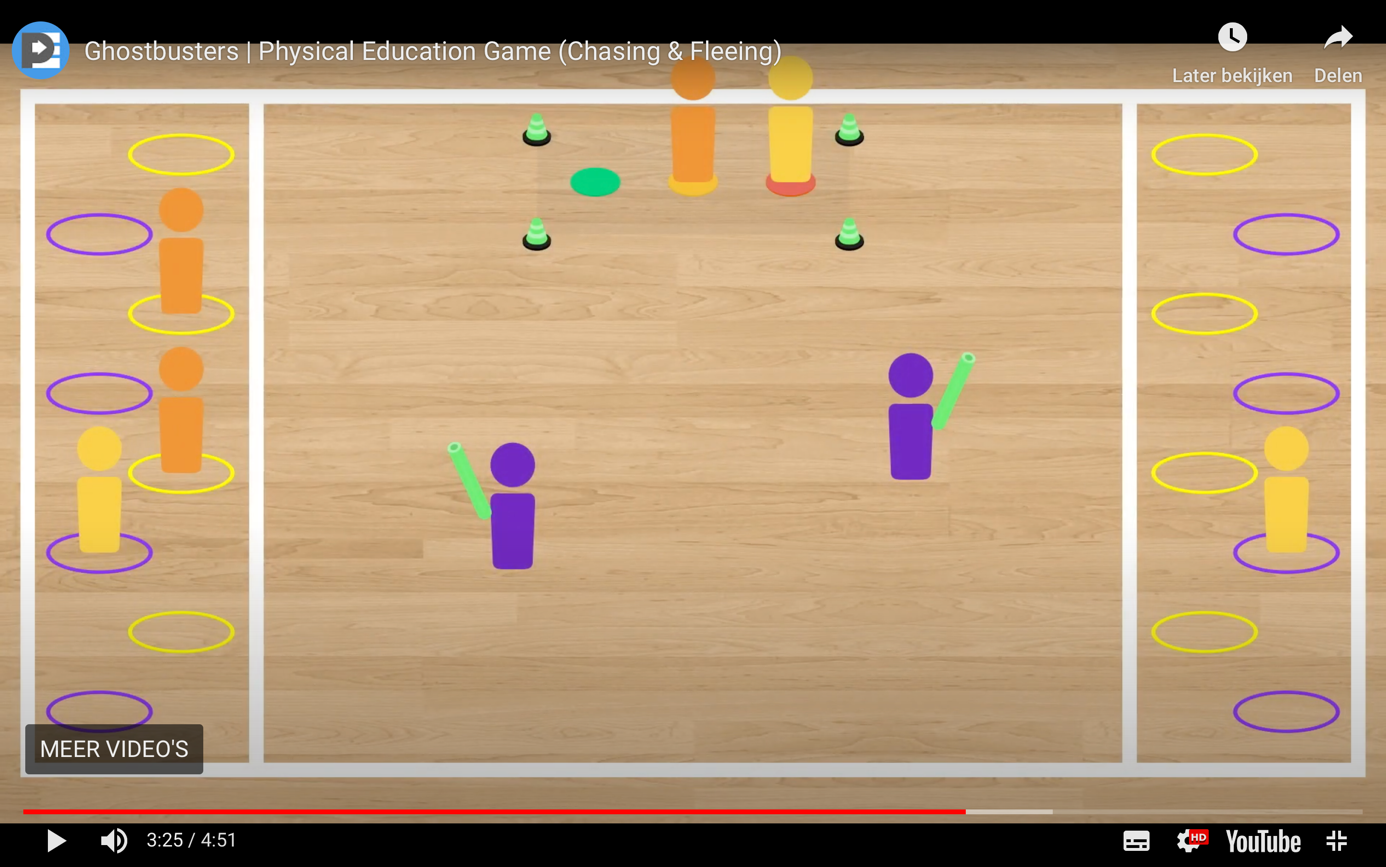 Ghostbusters | Physical Education Game (Chasing & Fleeing)
Later bekijken
Delen
MEER VIDEO'S
3:25 / 4:51
HD
YouTube